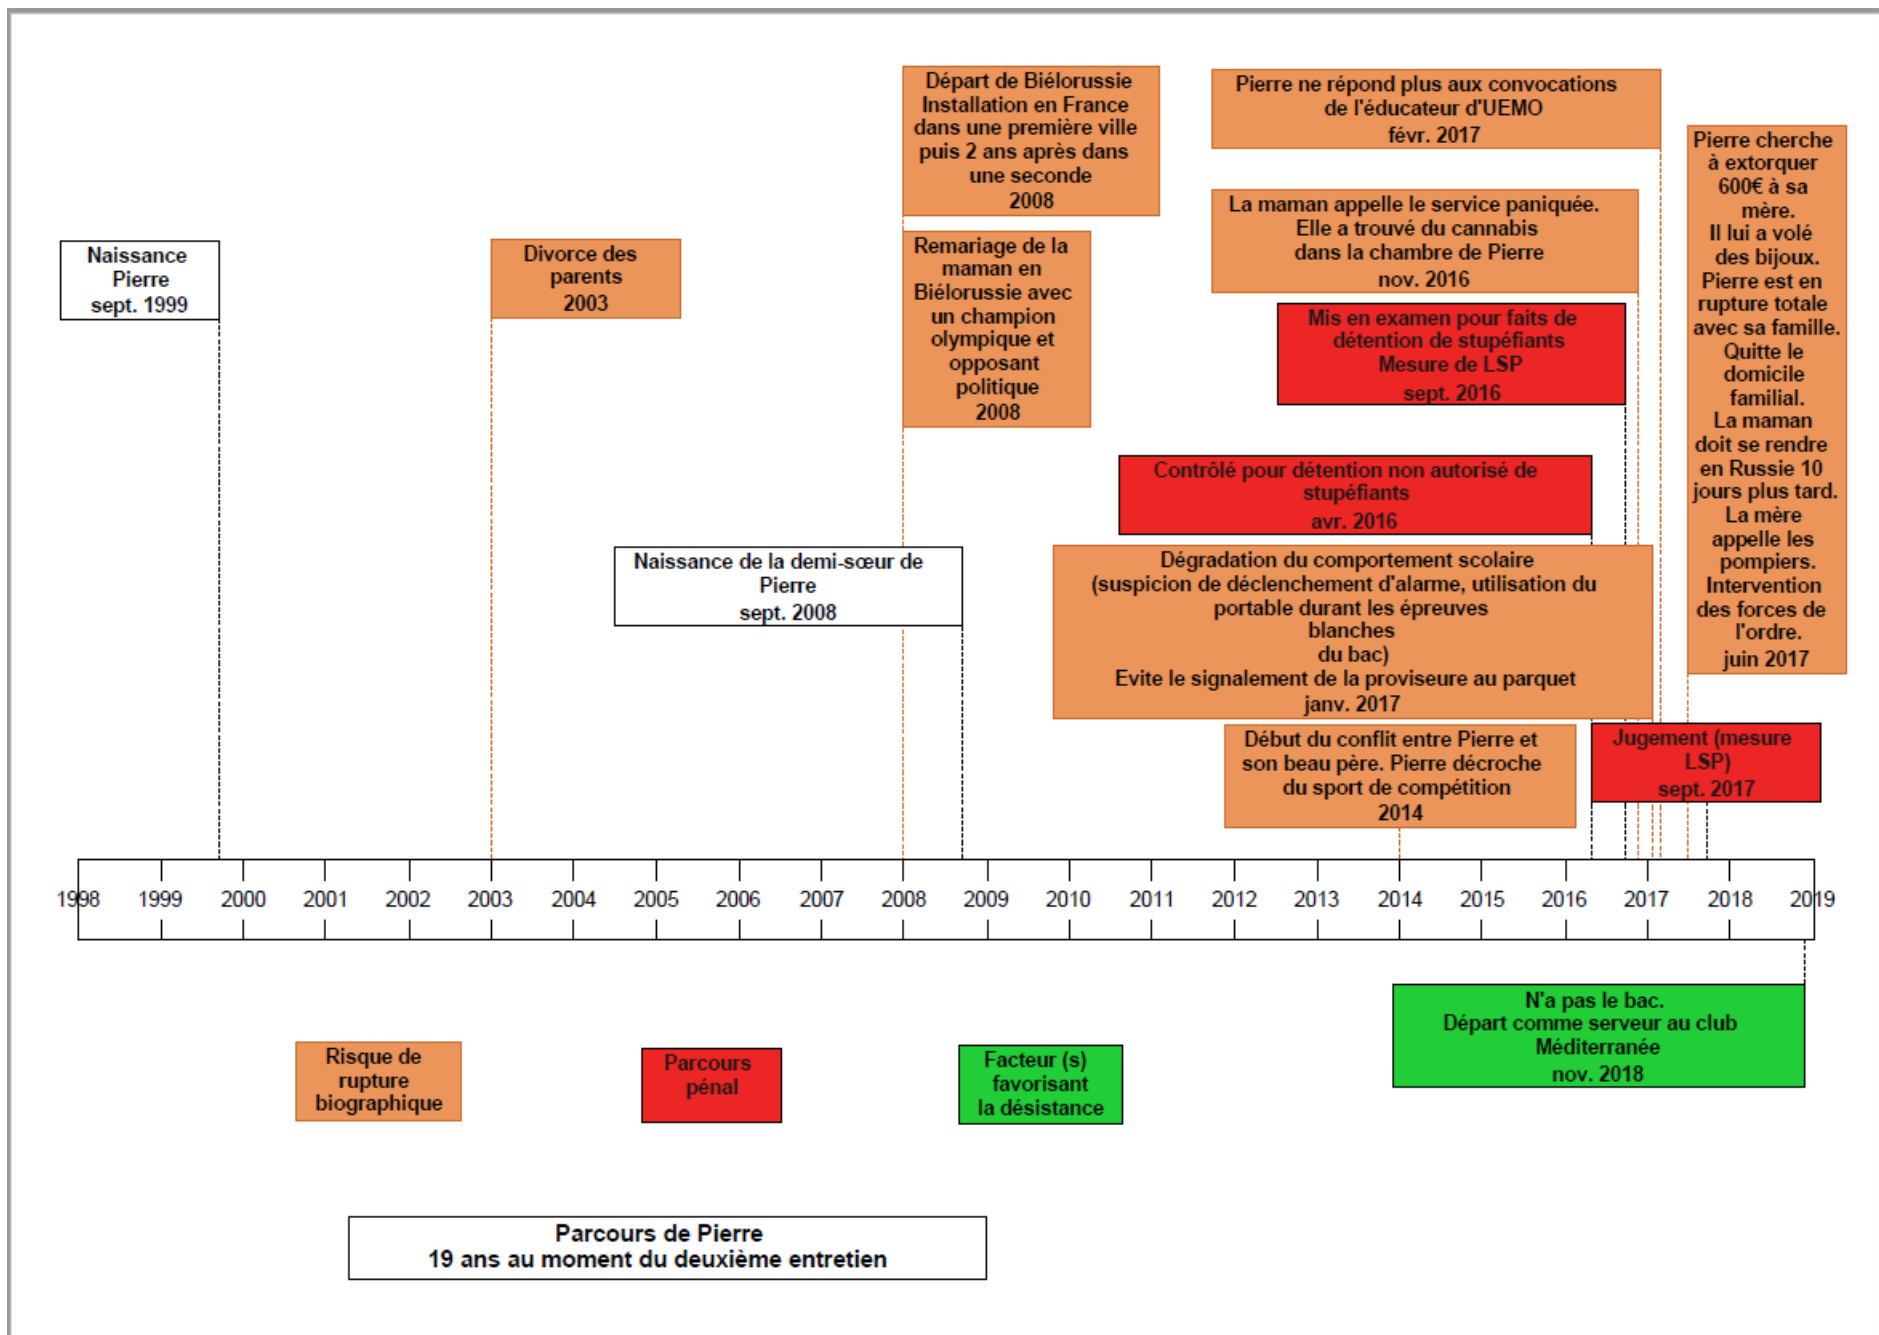 Départ de Biélorussie
Installation en France
dans une première ville
puis 2 ans après dans
une seconde
2008
Pierre ne répond plus aux convocations
de l'éducateur d'UEMO
févr. 2017
Pierre cherche
à extorquer
600€ à sa
mère.
Il lui a volé
des bijoux.
Pierre est en
rupture totale
avec sa famille.
Quitte le
domicile
familial.
La maman
doit se rendre
en Russie 10
jours plus tard.
La mère
appelle les
pompiers.
Intervention
des forces de
l'ordre.
juin 2017
La maman appelle le service paniquée.
Elle a trouvé du cannabis
dans la chambre de Pierre
nov. 2016
Naissance
Pierre
sept. 1999
Divorce des
parents
2003
Remariage de la
maman en
Biélorussie avec
un champion
olympique et
opposant
politique
2008
Mis en examen pour faits de
détention de stupéfiants
Mesure de LSP
sept. 2016
Contrôlé pour détention non autorisé de
stupéfiants
avr. 2016
Naissance de la demi-sœur de
Pierre
sept. 2008
Dégradation du comportement scolaire
(suspicion de déclenchement d'alarme, utilisation du
portable durant les épreuves
blanches
du bac)
Evite le signalement de la proviseure au parquet
janv. 2017
Début du conflit entre Pierre et
son beau père. Pierre décroche
du sport de compétition
2014
Jugement (mesure
LSP)
sept. 2017
1998 1999 2000 2001 2002 2003 2004 2005 2006 2007 2008 2009 2010 2011 2012 2013 2014 2015 2016 2017 2018 2019
N'a pas le bac.
Départ comme serveur au club
Méditerranée
nov. 2018
Risque de
rupture
biographique
Parcours
pénal
Facteur (s)
favorisant
la désistance
Parcours de Pierre
19 ans au moment du deuxième entretien